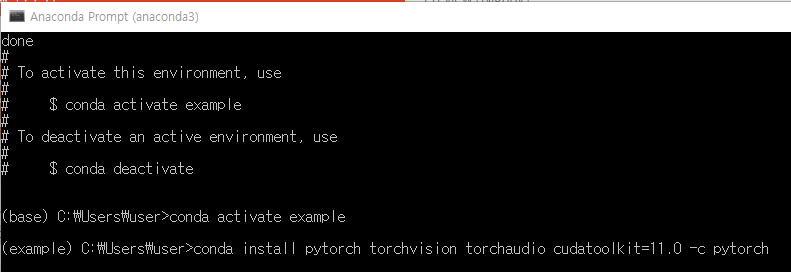 Anaconda Prompt (anaconda3)
done
#
# To activate this environment, use
#
#     $ conda activate example
#
# To deactivate an active environment, use
#
#     $ conda deactivate
(base) C:₩Users₩user>conda activate example
(example) C:₩Users₩user>conda install pytorch torchvision torchaudio cudatoolkit=11.0 -c pytorch